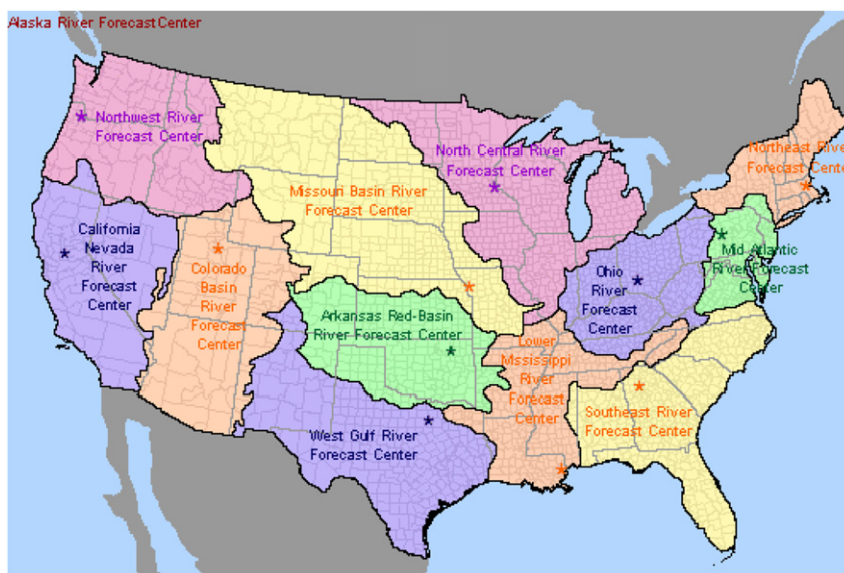 Alaska River Forecast Center
Northwest River
Forecast Center
North Central River
Forecast Center
Northeast River
Forecast Center
Missouri Basin River
Forecast Center
California
Nevada
River
Forecast
Center
Colorado
Basin
River
Forecast
Center
Mid Atlantic
River Forecast
Center
Ohio
River
Forecast
Center
Arkansas Red-Basin
River Forecast Center
Lower
Mssissippi
River
Forecast
Center
Southeast River
Forecast Center
West Gulf River
Forecast Center